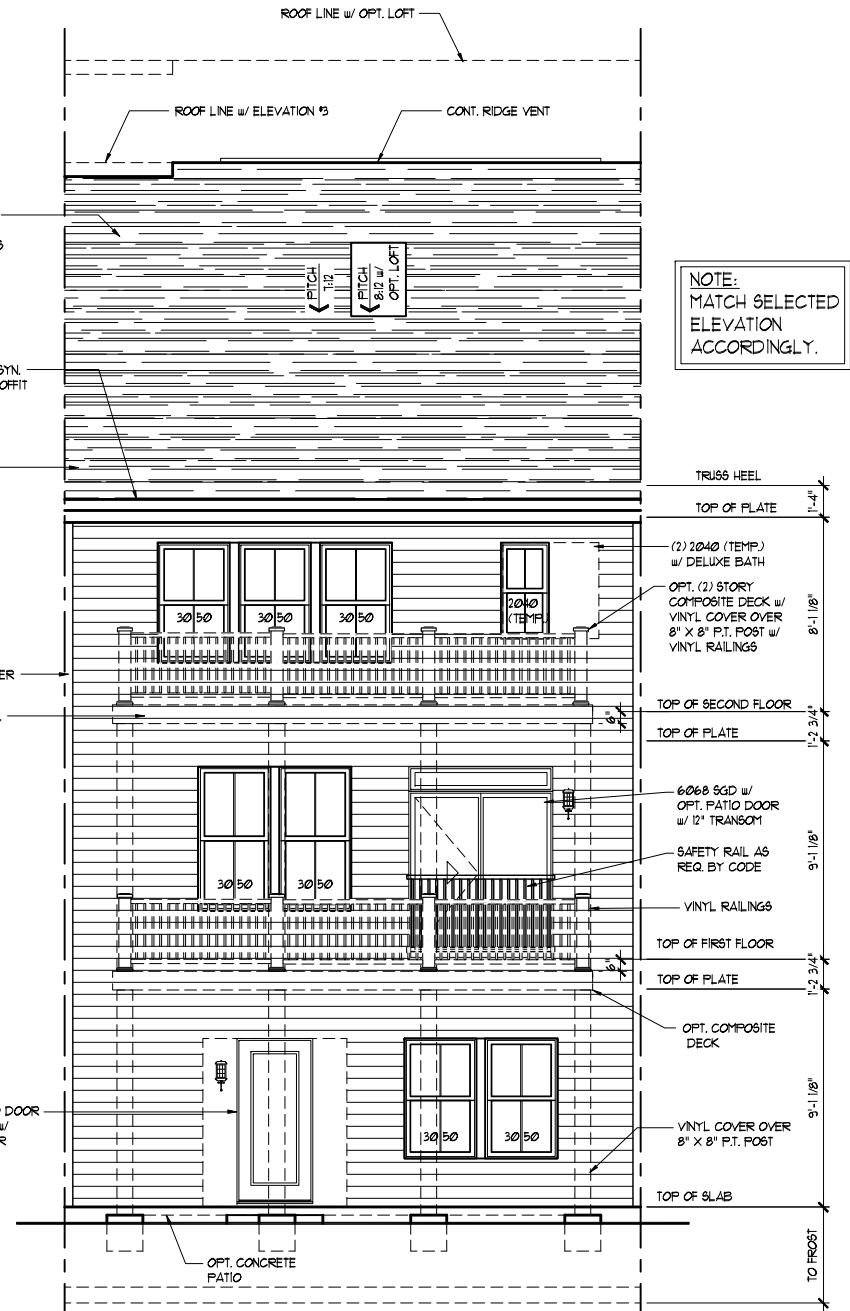 ROOF LINE w/ OPT. LOFT
ROOF LINE w/ ELEVATION #3
CONT. RIDGE VENT
PITCH
7:12
PITCH
8:12 w/
OPT. LOFT
NOTE:
MATCH SELECTED
ELEVATION
ACCORDINGLY.
SYN.
OFFIT
TRUSS HEEL
1'-4"
TOP OF PLATE
(2) 2040 (TEMP.)
w/ DELUXE BATH
OPT. (2) STORY
COMPOSITE DECK w/
VINYL COVER OVER
8" X 8" P.T. POST w/
VINYL RAILINGS
8'-1 1/8"
30 50
30 50
30 50
2040
(TEMP.)
ER
TOP OF SECOND FLOOR
6"
1'-2 3/4"
TOP OF PLATE
6068 SGD w/
OPT. PATIO DOOR
w/ 12" TRANSOM
SAFETY RAIL AS
REQ. BY CODE
9'-1 1/8"
30 50
30 50
VINYL RAILINGS
TOP OF FIRST FLOOR
6"
1'-2 3/4"
TOP OF PLATE
OPT. COMPOSITE
DECK
DOOR
w/
R
30 50
30 50
9'-1 1/8"
VINYL COVER OVER
8" X 8" P.T. POST
TOP OF SLAB
OPT. CONCRETE
PATIO
TO FROST